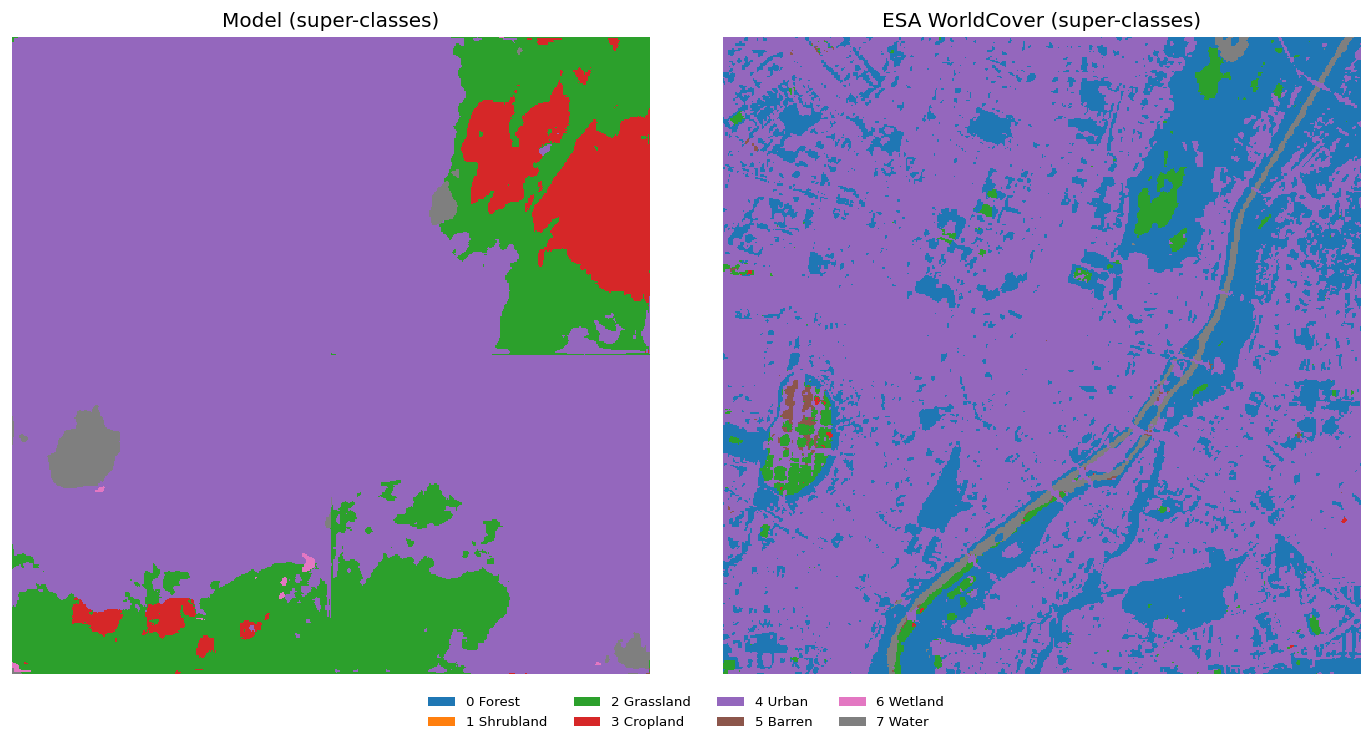 Model (super-classes)
ESA WorldCover (super-classes)
0 Forest
1 Shrubland
2 Grassland
3 Cropland
4 Urban
5 Barren
6 Wetland
7 Water